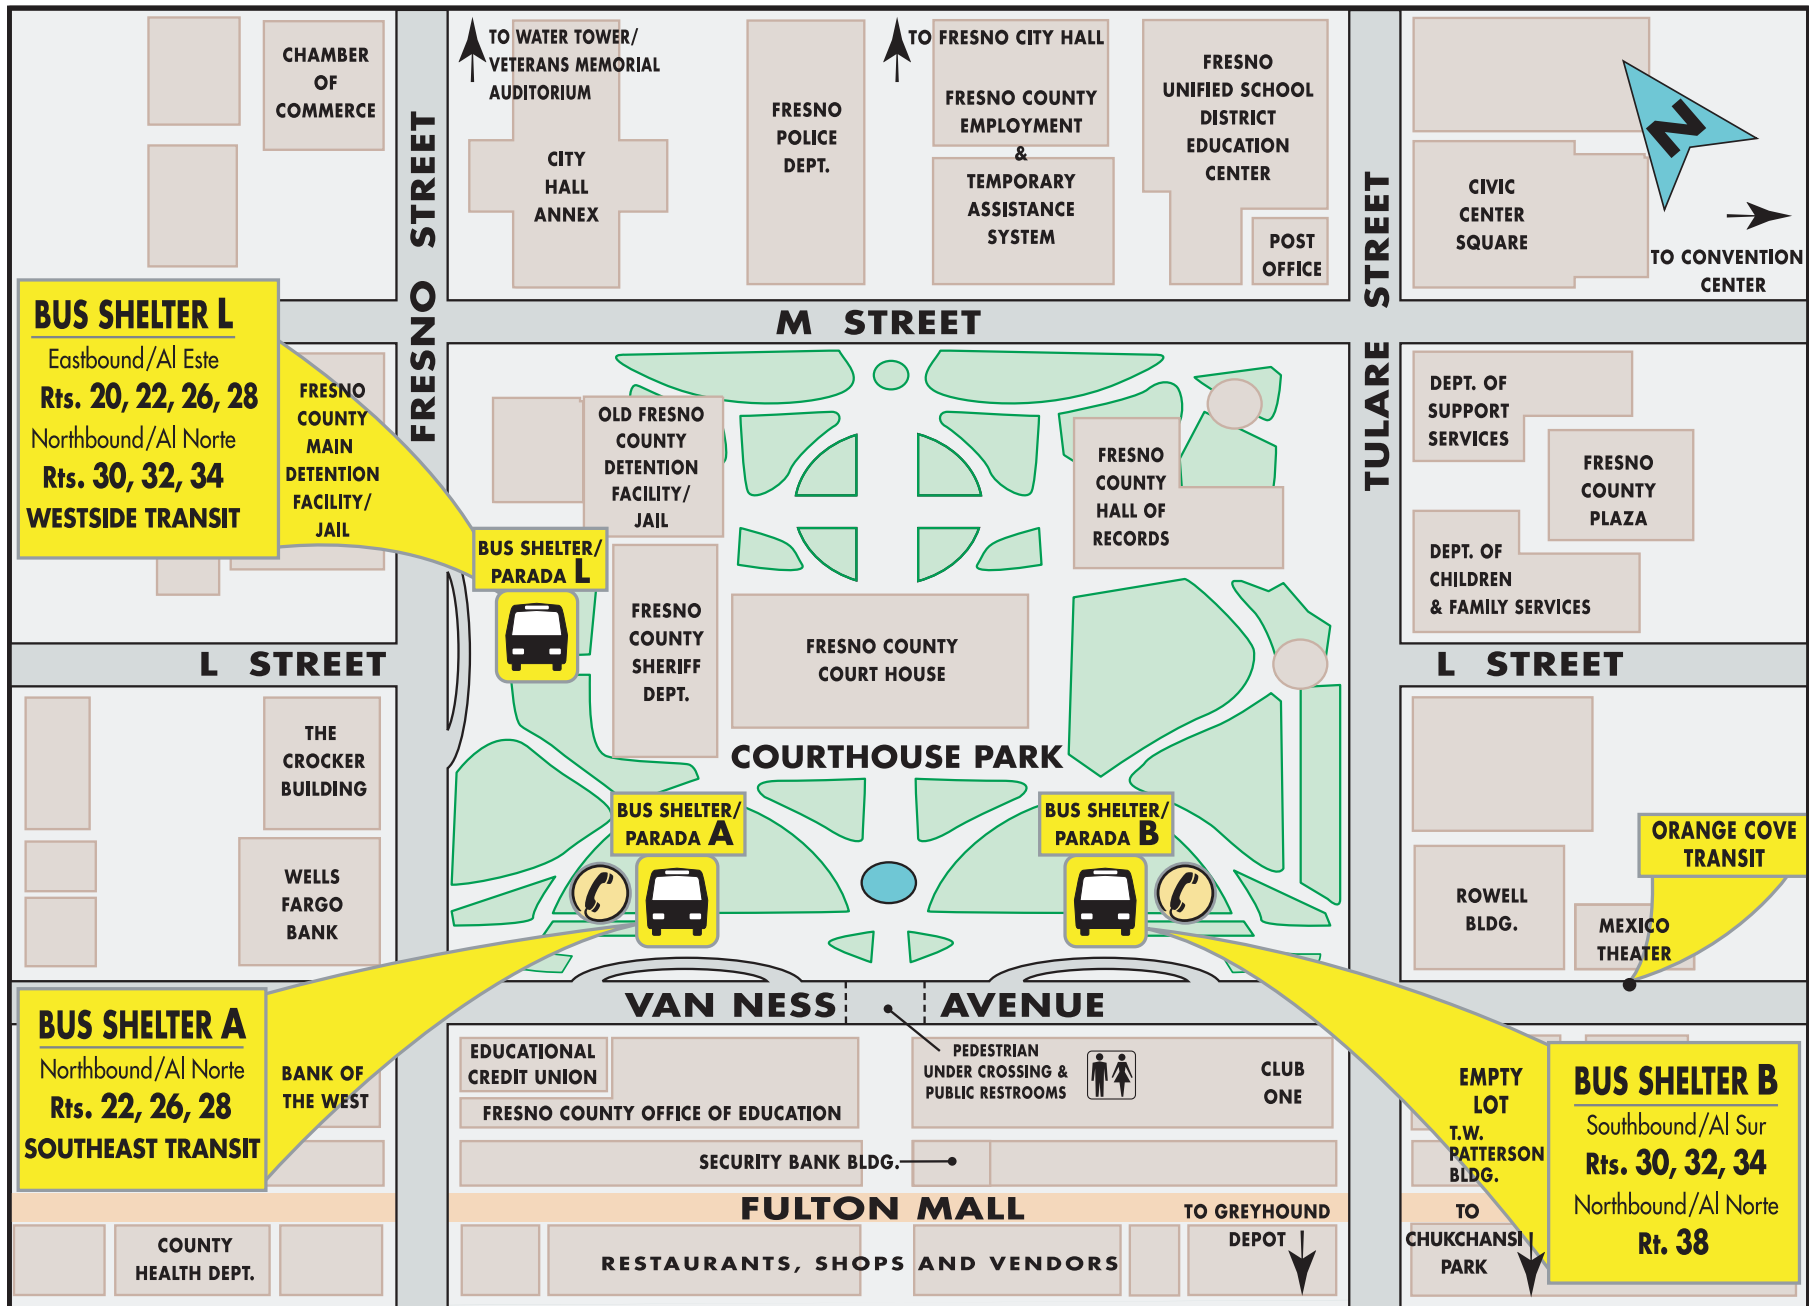 CHAMBER
OF
COMMERCE
TO WATER TOWER/
VETERANS MEMORIAL
AUDITORIUM
CITY
HALL
ANNEX
FRESNO
POLICE
DEPT.
TO FRESNO CITY HALL
FRESNO COUNTY
EMPLOYMENT
&
TEMPORARY
ASSISTANCE
SYSTEM
FRESNO
UNIFIED SCHOOL
DISTRICT
EDUCATION
CENTER
POST
OFFICE
N
CIVIC
CENTER
SQUARE
TO CONVENTION
CENTER
FRESNO STREET
TULARE STREET
M STREET
BUS SHELTER L
Eastbound/Al Este
Rts. 20, 22, 26, 28
Northbound/Al Norte
Rts. 30, 32, 34
WESTSIDE TRANSIT
FRESNO
COUNTY
MAIN
DETENTION
FACILITY/
JAIL
OLD FRESNO
COUNTY
DETENTION
FACILITY/
JAIL
BUS SHELTER/
PARADA L
FRESNO
COUNTY
SHERIFF
DEPT.
FRESNO COUNTY
COURT HOUSE
FRESNO
COUNTY
HALL OF
RECORDS
DEPT. OF
SUPPORT
SERVICES
FRESNO
COUNTY
PLAZA
DEPT. OF
CHILDREN
& FAMILY SERVICES
L STREET
L STREET
THE
CROCKER
BUILDING
WELLS
FARGO
BANK
COURTHOUSE PARK
BUS SHELTER/
PARADA A
BUS SHELTER/
PARADA B
ORANGE COVE
TRANSIT
ROWELL
BLDG.
MEXICO
THEATER
VAN NESS AVENUE
BUS SHELTER A
Northbound/Al Norte
Rts. 22, 26, 28
SOUTHEAST TRANSIT
BANK OF
THE WEST
EDUCATIONAL
CREDIT UNION
FRESNO COUNTY OFFICE OF EDUCATION
PEDESTRIAN
UNDER CROSSING &
PUBLIC RESTROOMS
CLUB
ONE
EMPTY
LOT
T.W.
PATTERSON
BLDG.
BUS SHELTER B
Southbound/Al Sur
Rts. 30, 32, 34
Northbound/Al Norte
Rt. 38
SECURITY BANK BLDG.
FULTON MALL
TO GREYHOUND
DEPOT
TO
CHUKCHANSI
PARK
COUNTY
HEALTH DEPT.
RESTAURANTS, SHOPS AND VENDORS